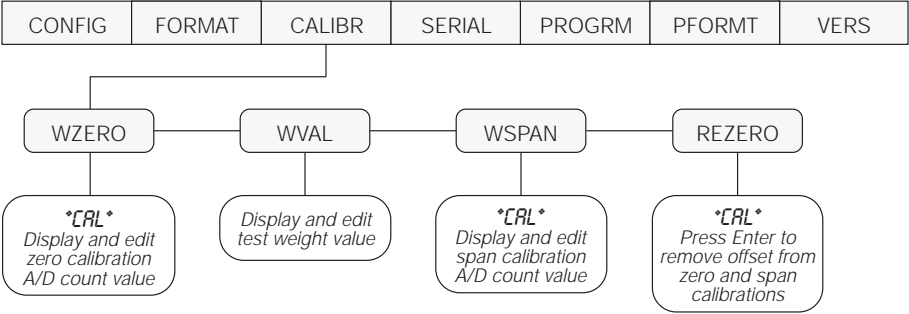 CONFIG FORMAT CALIBR SERIAL PROGRM PFORMT VERS
WZERO WVAL WSPAN REZERO
*CAL*
Display and edit
zero calibration
A/D count value
Display and edit
test weight value
*CAL*
Display and edit
span calibration
A/D count value
*CAL*
Press Enter to
remove offset from
zero and span
calibrations